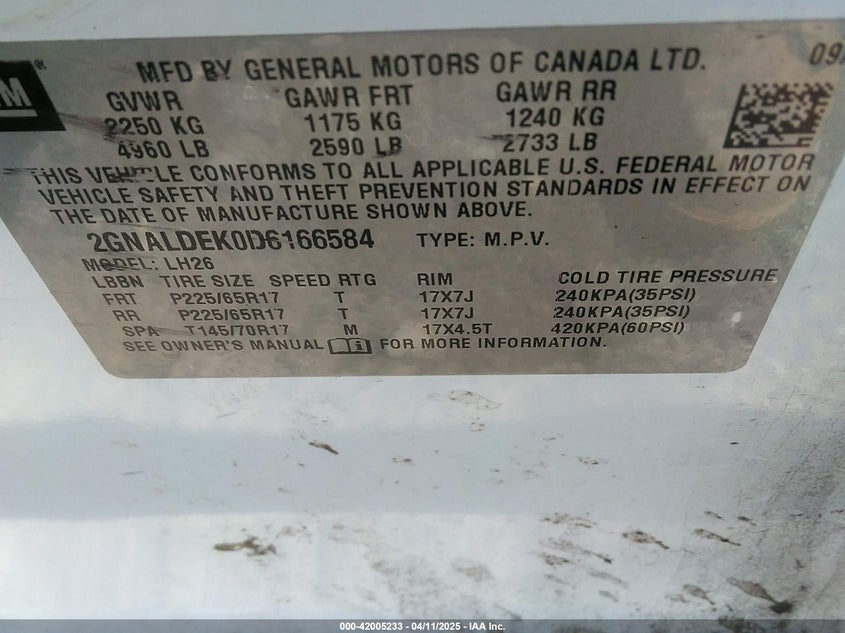 GM®
MFD BY GENERAL MOTORS OF CANADA LTD. 09/
GVWR GAWR FRT GAWR RR
2250 KG 1175 KG 1240 KG
4960 LB 2590 LB 2733 LB
THIS VEHICLE CONFORMS TO ALL APPLICABLE U.S. FEDERAL MOTOR
VEHICLE SAFETY AND THEFT PREVENTION STANDARDS IN EFFECT ON
THE DATE OF MANUFACTURE SHOWN ABOVE.
2GNALDEK0D6166584 TYPE: M.P.V.
MODEL: LH26
LBBN TIRE SIZE SPEED RTG RIM COLD TIRE PRESSURE
FRT P225/65R17 T 17X7J 240KPA(35PSI)
RR P225/65R17 T 17X7J 240KPA(35PSI)
SPA T145/70R17 M 17X4.5T 420KPA(60PSI)
SEE OWNER'S MANUAL i FOR MORE INFORMATION.
000-42005233 - 04/11/2025 - IAA Inc.